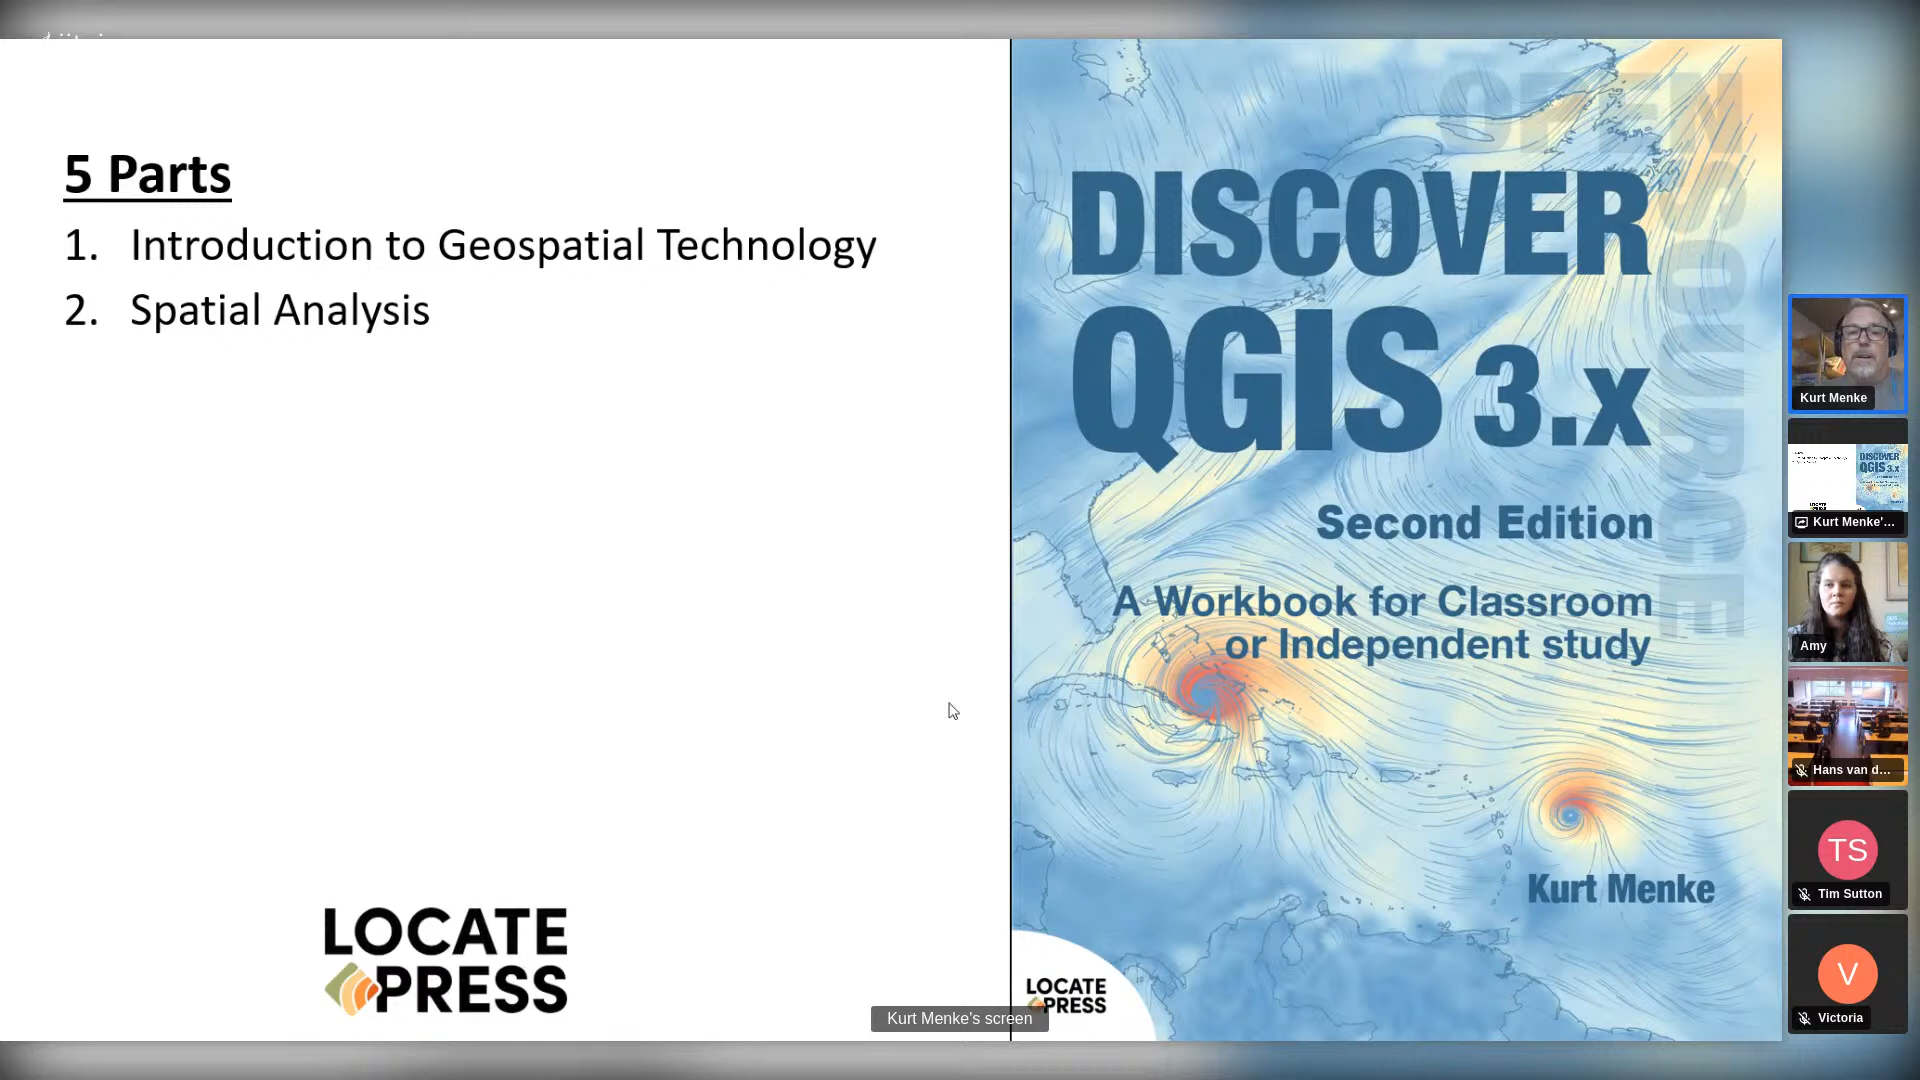 5 Parts
1. Introduction to Geospatial Technology
2. Spatial Analysis
LOCATE
PRESS
RESOURCE
DISCOVER
QGIS 3.x
Second Edition
A Workbook for Classroom
or Independent study
Kurt Menke
LOCATE
PRESS
Kurt Menke's screen
Kurt Menke
DISCOVER
QGIS 3.x
Kurt Menke'...
Amy
Hans van d...
TS
Tim Sutton
V
Victoria